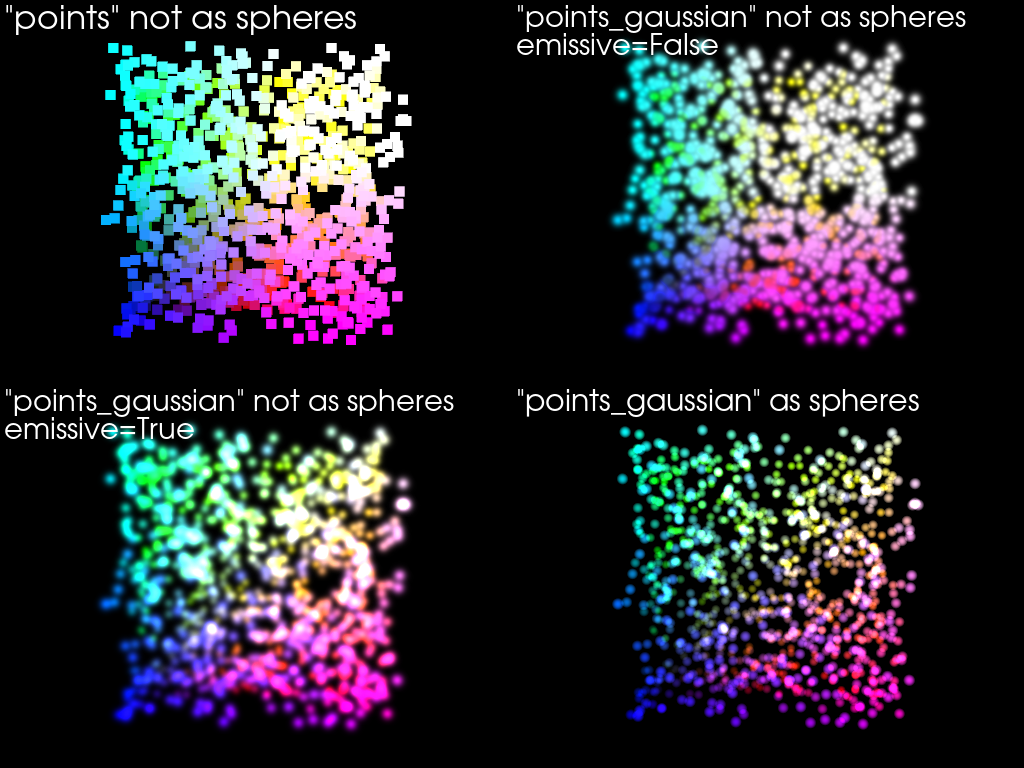 "points" not as spheres
"points_gaussian" not as spheres
emissive=False
"points_gaussian" not as spheres
emissive=True
"points_gaussian" as spheres